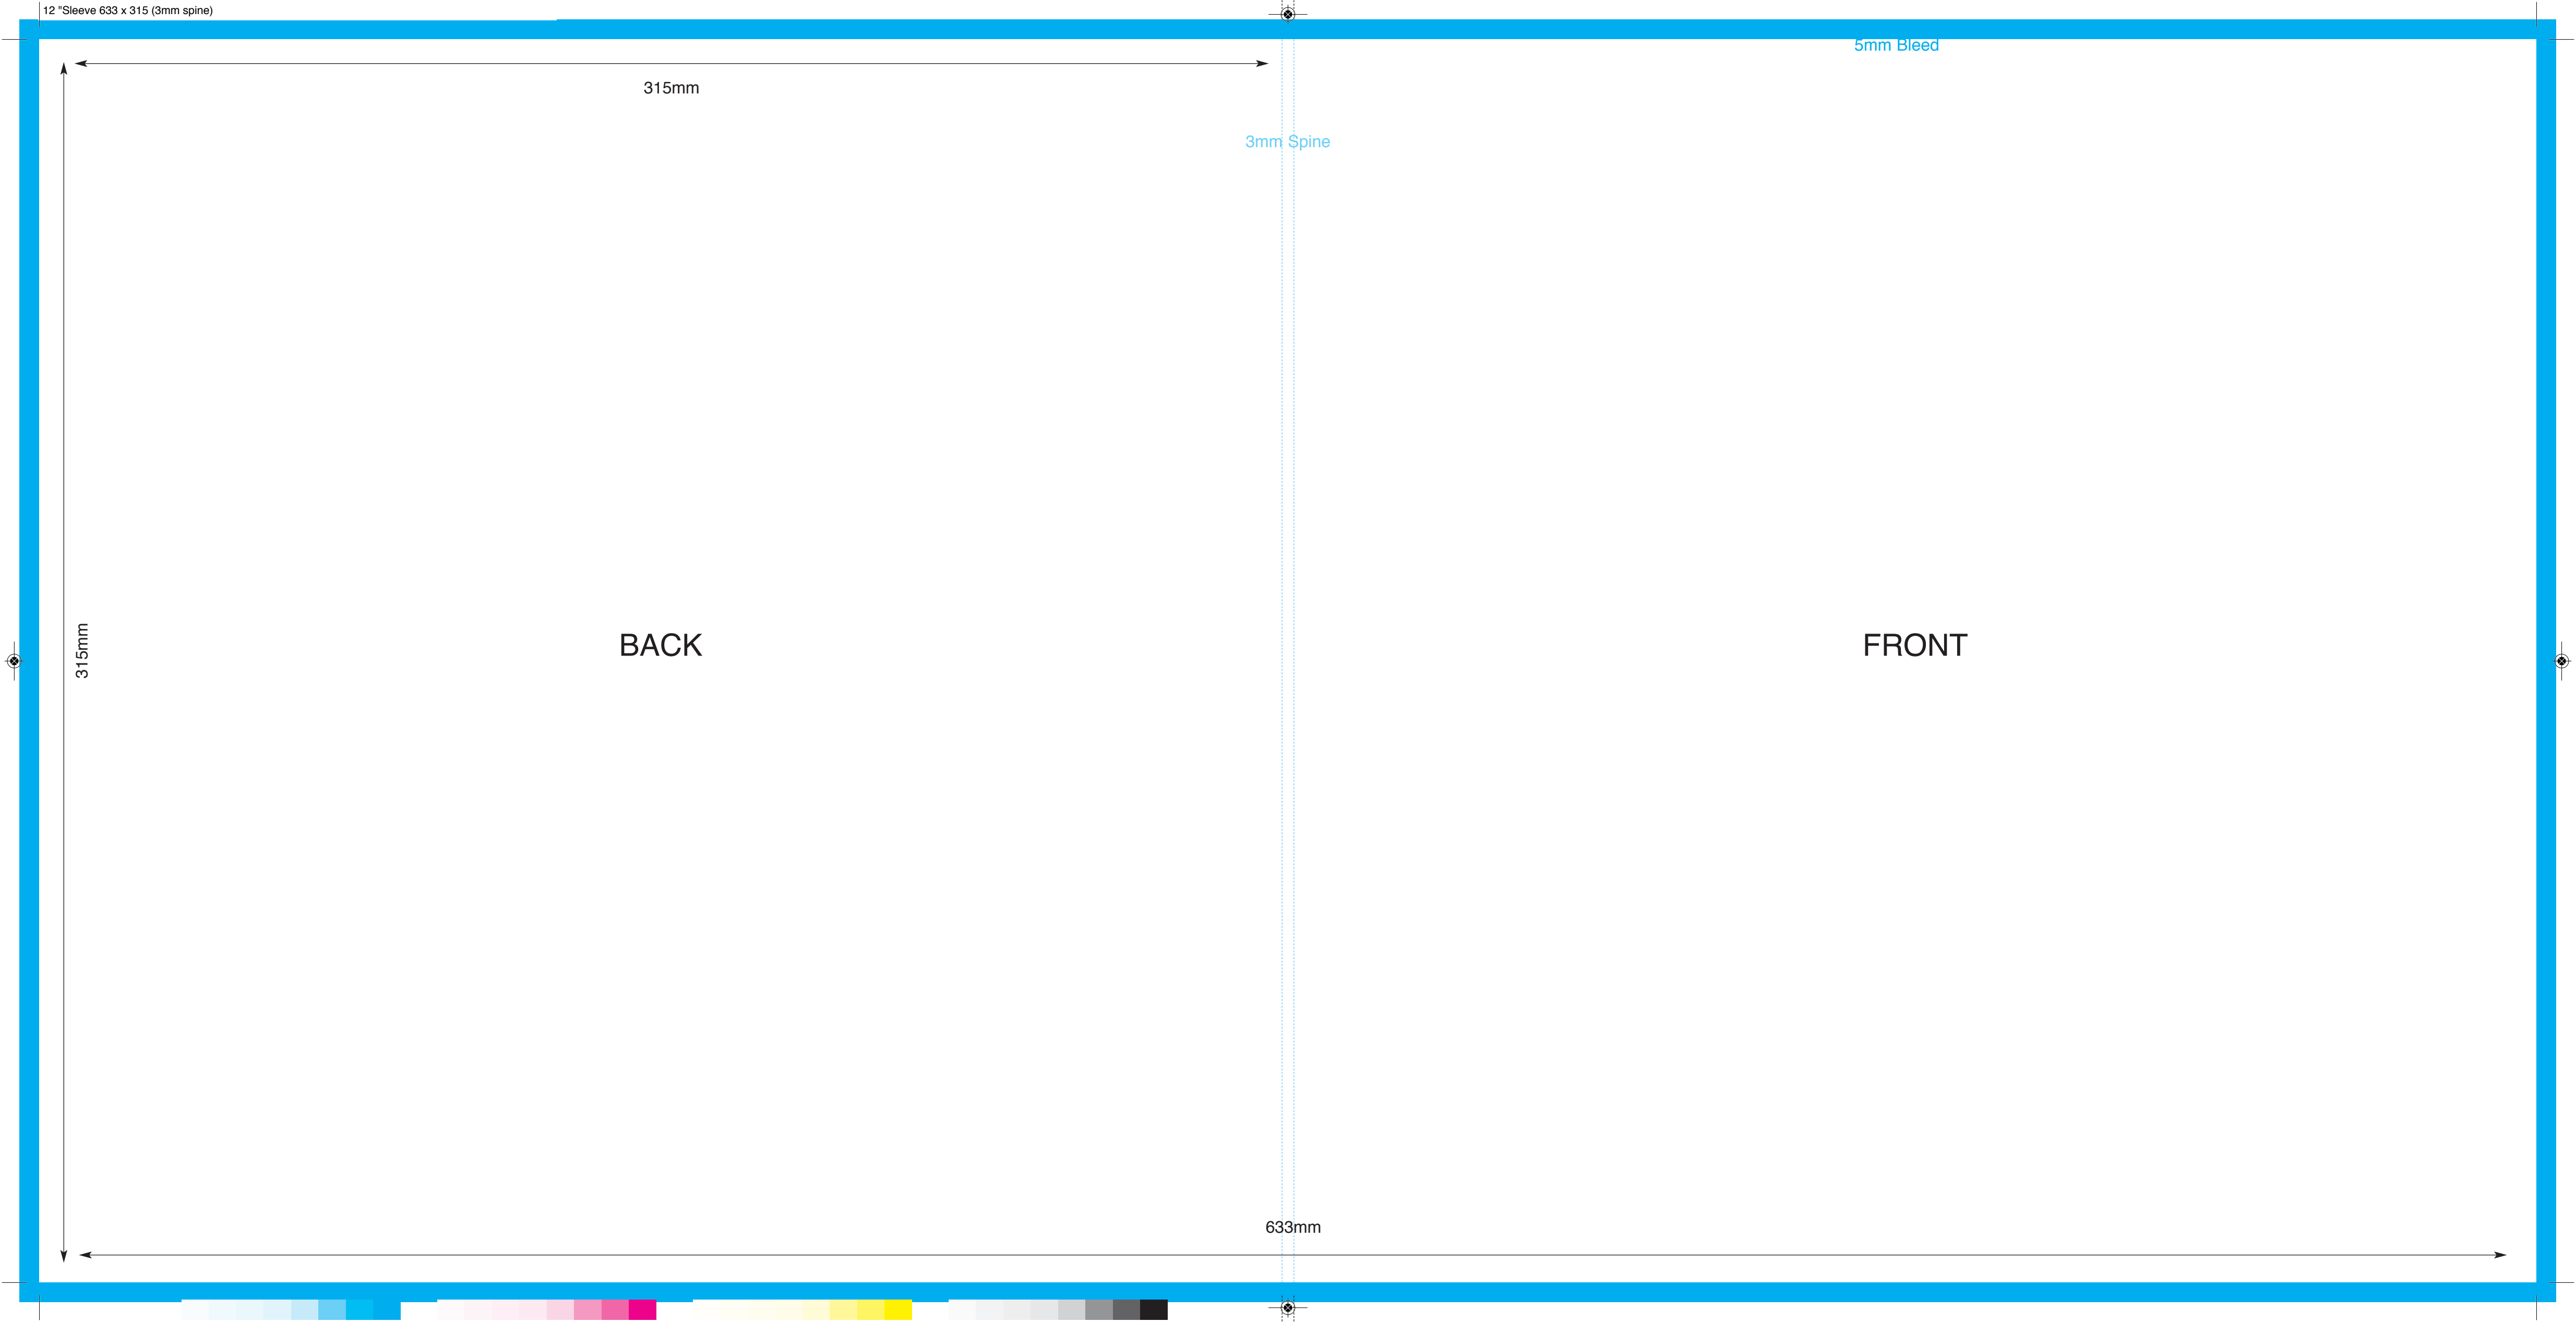 12 "Sleeve 633 x 315 (3mm spine)
5mm Bleed
315mm
3mm Spine
315mm
BACK
FRONT
633mm